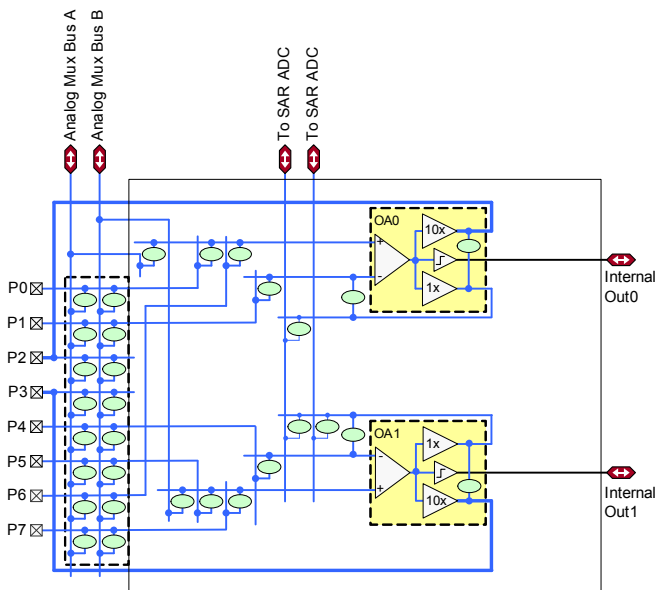 Analog Mux Bus A
Analog Mux Bus B
To SAR ADC
To SAR ADC
OA0
10x
+
-
1x
Internal
Out0
P0
P1
P2
P3
P4
P5
P6
P7
OA1
1x
-
+
10x
Internal
Out1